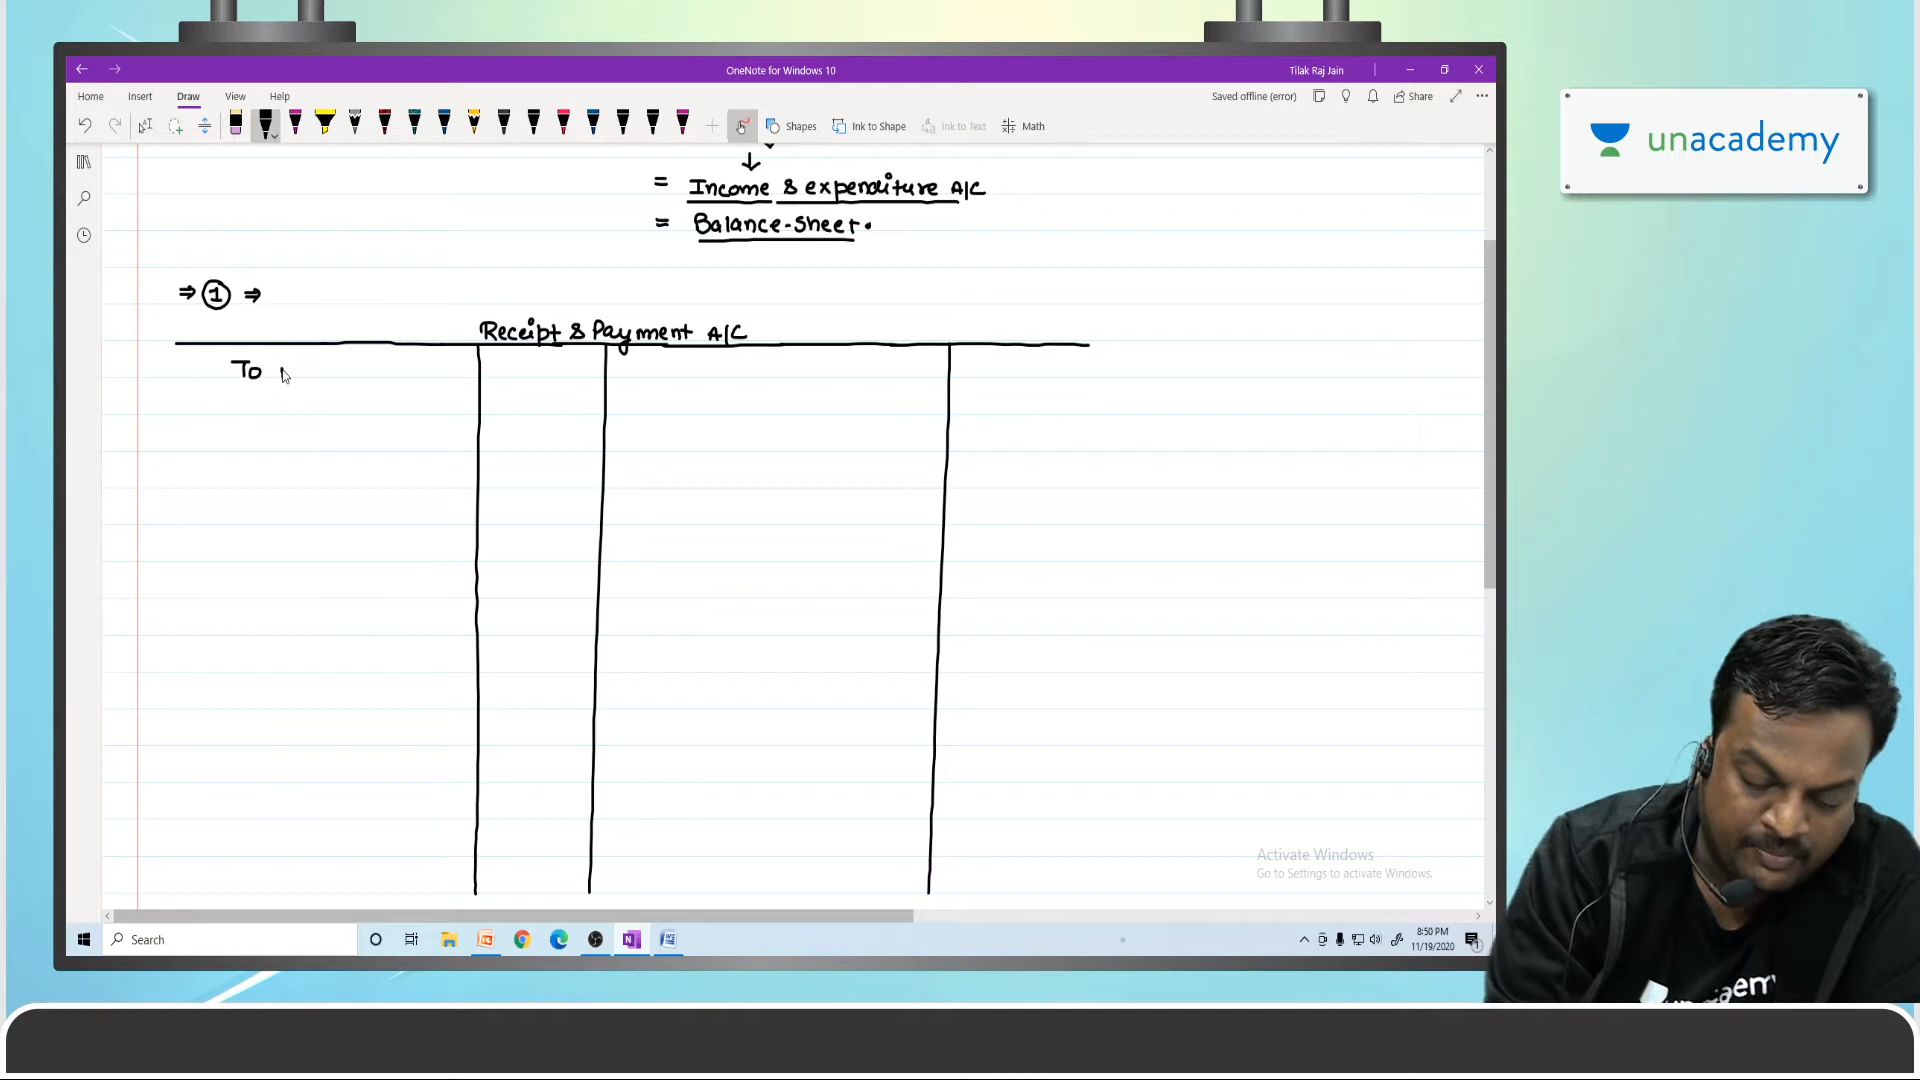 OneNote for Windows 10
Tilak Raj Jain
Home Insert Draw View Help
Saved offline (error) Share
Shapes Ink to Shape Ink to Text Math
unacademy
= Income & expenditure A/C
= Balance-Sheet.
⇒ 1 ⇒
Receipt & Payment A/C
To
Activate Windows
Go to Settings to activate Windows.
Search
8:50 PM
11/19/2020